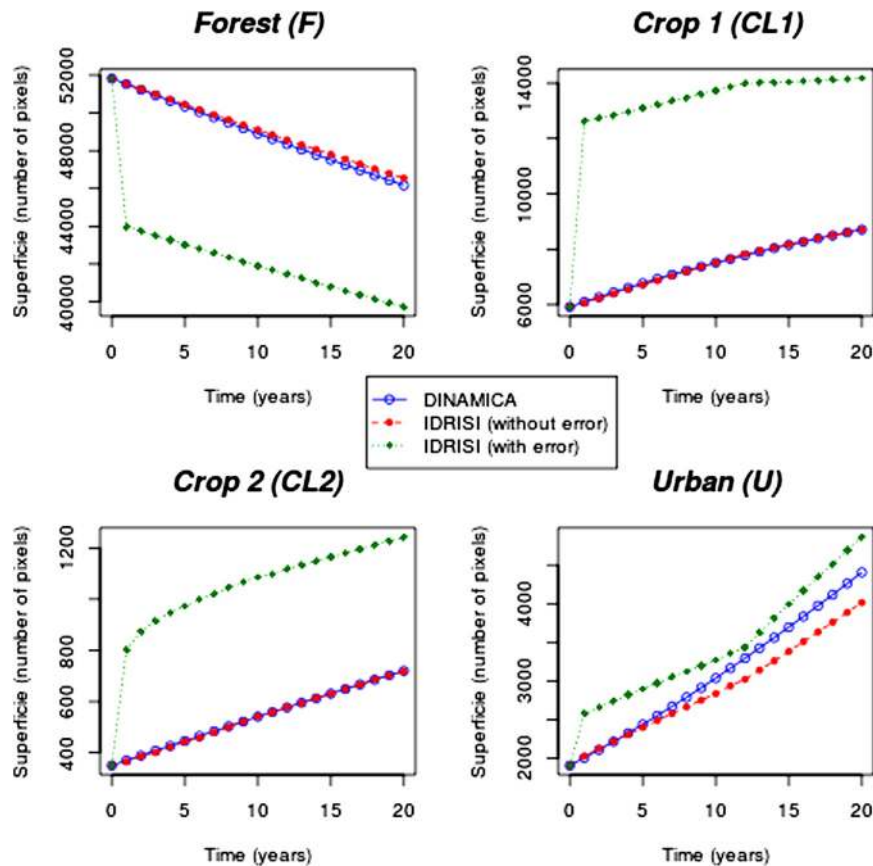 Forest (F)
Superficie (number of pixels)
52000
48000
44000
40000
0 5 10 15 20
Time (years)
Crop 1 (CL1)
Superficie (number of pixels)
14000
10000
6000
0 5 10 15 20
Time (years)
DINAMICA
IDRISI (without error)
IDRISI (with error)
Crop 2 (CL2)
Superficie (number of pixels)
1200
800
600
400
0 5 10 15 20
Time (years)
Urban (U)
Superficie (number of pixels)
4000
3000
2000
0 5 10 15 20
Time (years)